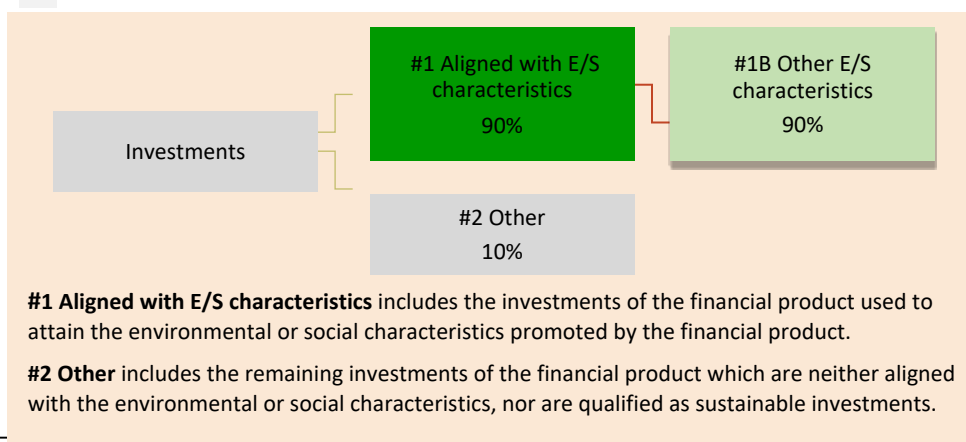 #1 Aligned with E/S
characteristics
90%
#1B Other E/S
characteristics
90%
Investments
#2 Other
10%
#1 Aligned with E/S characteristics includes the investments of the financial product used to
attain the environmental or social characteristics promoted by the financial product.
#2 Other includes the remaining investments of the financial product which are neither aligned
with the environmental or social characteristics, nor are qualified as sustainable investments.